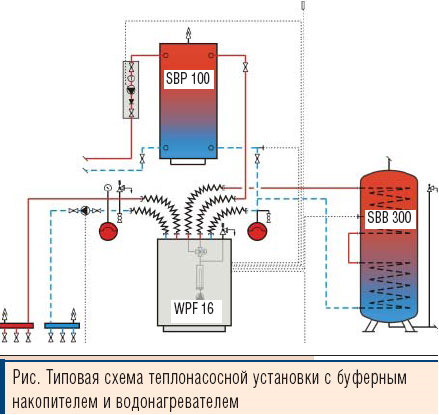 SBP 100
SBB 300
WPF 16
Рис. Типовая схема теплонасосной установки с буферным
накопителем и водонагревателем